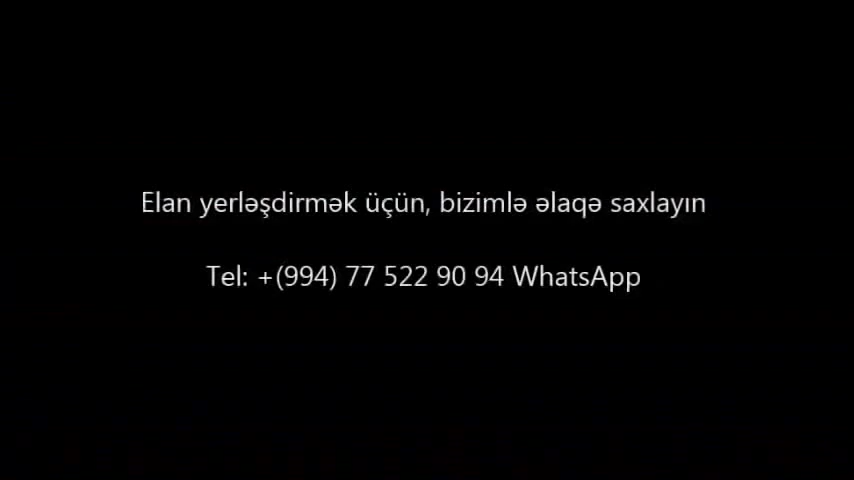 Elan yerləşdirmək üçün, bizimlə əlaqə saxlayın
Tel: +(994) 77 522 90 94 WhatsApp